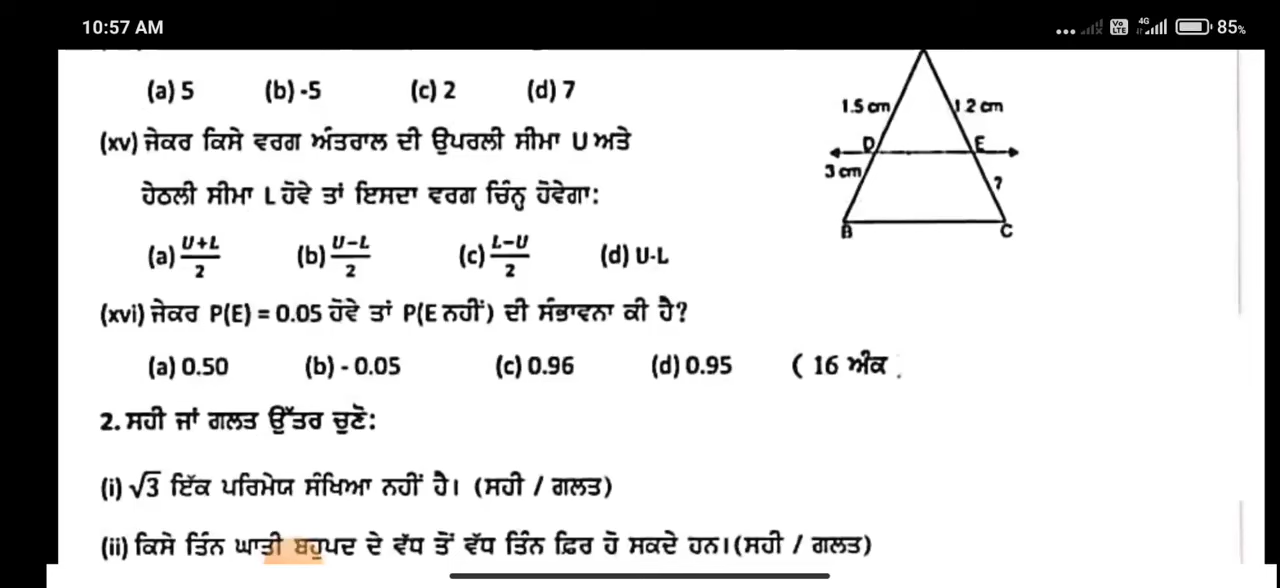 10:57 AM
Vo LTE 4G 85%
(a) 5 (b) -5 (c) 2 (d) 7
1.5 cm 1.2 cm
D E
3 cm ?
B C
(xv) ਜੇਕਰ ਕਿਸੇ ਵਰਗ ਅੰਤਰਾਲ ਦੀ ਉਪਰਲੀ ਸੀਮਾ U ਅਤੇ
ਹੇਠਲੀ ਸੀਮਾ L ਹੋਵੇ ਤਾਂ ਇਸਦਾ ਵਰਗ ਚਿੰਨ੍ਹ ਹੋਵੇਗਾ:
(a) U+L/2 (b) U−L/2 (c) L−U/2 (d) U-L
(xvi) ਜੇਕਰ P(E) = 0.05 ਹੋਵੇ ਤਾਂ P(E ਨਹੀਂ) ਦੀ ਸੰਭਾਵਨਾ ਕੀ ਹੈ?
(a) 0.50 (b) - 0.05 (c) 0.96 (d) 0.95 ( 16 ਅੰਕ
2. ਸਹੀ ਜਾਂ ਗਲਤ ਉੱਤਰ ਚੁਣੋ:
(i) √3 ਇੱਕ ਪਰਿਮੇਯ ਸੰਖਿਆ ਨਹੀਂ ਹੈ। (ਸਹੀ / ਗਲਤ)
(ii) ਕਿਸੇ ਤਿੰਨ ਘਾਤੀ ਬਹੁਪਦ ਦੇ ਵੱਧ ਤੋਂ ਵੱਧ ਤਿੰਨ ਫ਼ਿਰ ਹੋ ਸਕਦੇ ਹਨ।(ਸਹੀ / ਗਲਤ)